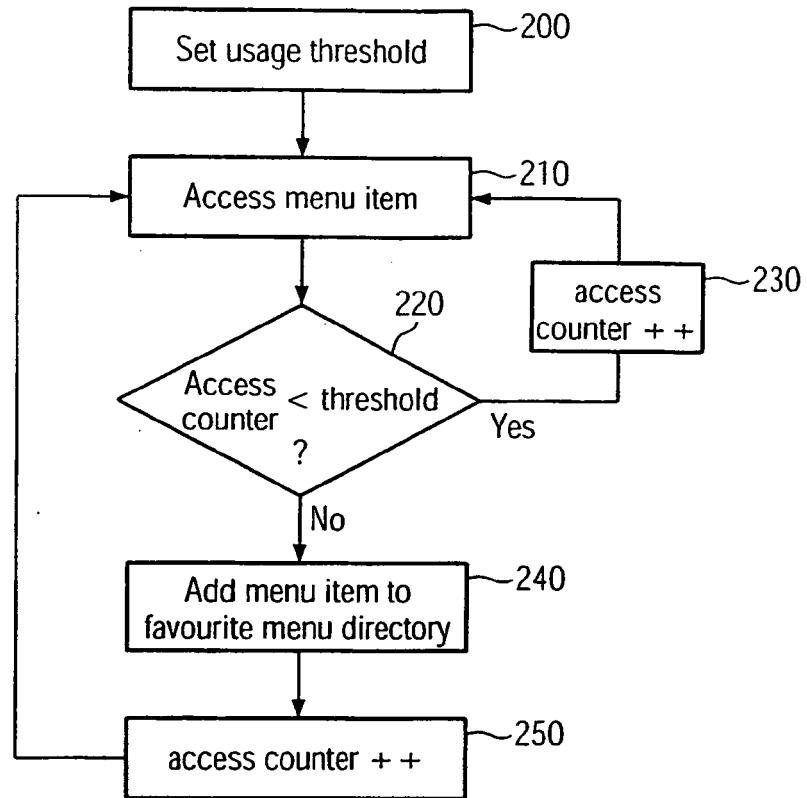 Set usage threshold
200
Access menu item
210
access
counter + +
230
220
Access
counter < threshold
?
Yes
No
Add menu item to
favourite menu directory
240
access counter + +
250